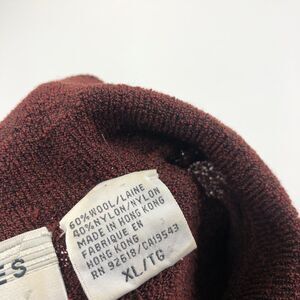 60% WOOL/LAINE
40% NYLON/NYLON
MADE IN HONG KONG
FABRIQUE EN
HONG KONG
RN 92618/CA19543
XL/TG
ES